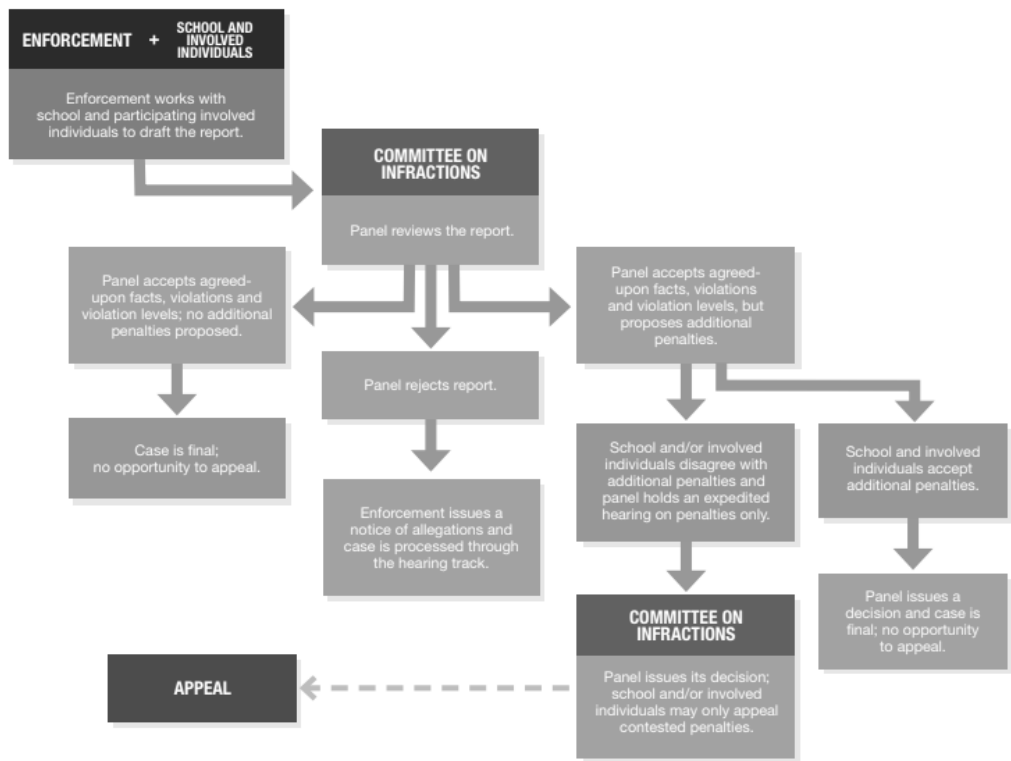 ENFORCEMENT + SCHOOL AND
INVOLVED
INDIVIDUALS
Enforcement works with
school and participating involved
individuals to draft the report.
COMMITTEE ON
INFRACTIONS
Panel reviews the report.
Panel accepts agreed-
upon facts, violations and
violation levels; no additional
penalties proposed.
Case is final;
no opportunity to appeal.
Panel rejects report.
Enforcement issues a
notice of allegations and
case is processed through
the hearing track.
Panel accepts agreed-
upon facts, violations
and violation levels, but
proposes additional
penalties.
School and/or involved
individuals disagree with
additional penalties and
panel holds an expedited
hearing on penalties only.
School and involved
individuals accept
additional penalties.
Panel issues a
decision and case is
final; no opportunity
to appeal.
COMMITTEE ON
INFRACTIONS
Panel issues its decision;
school and/or involved
individuals may only appeal
contested penalties.
APPEAL